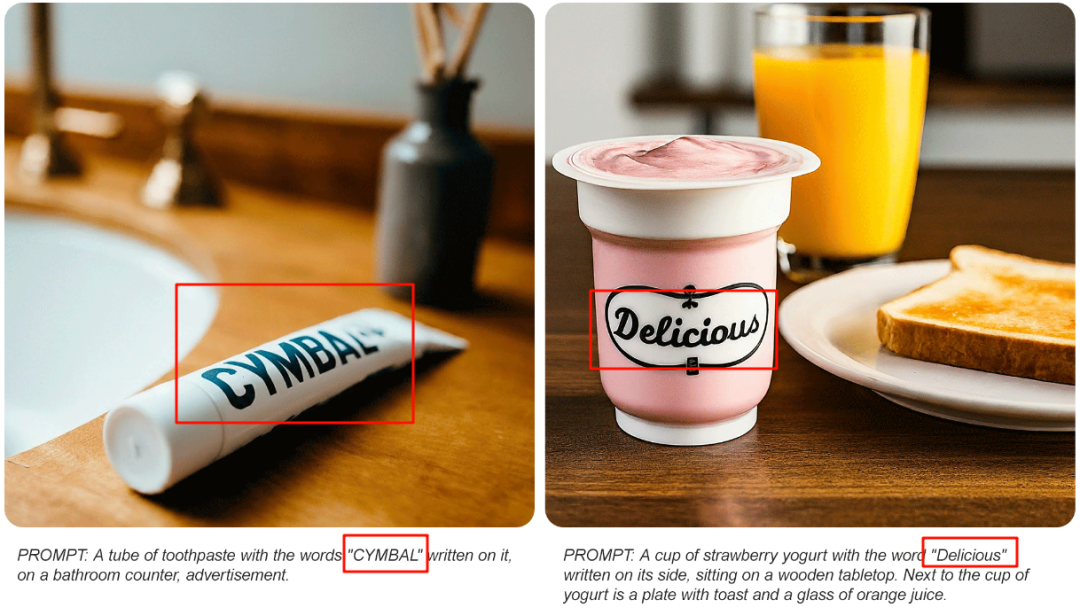 CYMBAL
Delicious
PROMPT: A tube of toothpaste with the words "CYMBAL" written on it,
on a bathroom counter, advertisement.
PROMPT: A cup of strawberry yogurt with the word "Delicious"
written on its side, sitting on a wooden tabletop. Next to the cup of
yogurt is a plate with toast and a glass of orange juice.